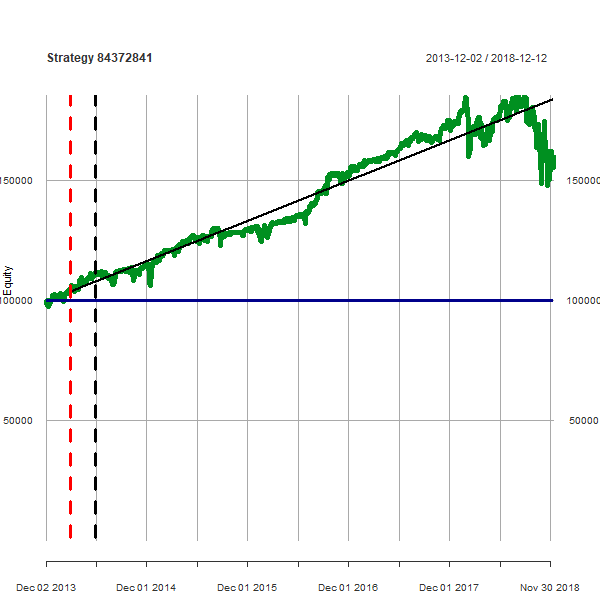 Strategy 84372841
2013-12-02 / 2018-12-12
150000
150000
Equity
100000
100000
50000
50000
Dec 02 2013
Dec 01 2014
Dec 01 2015
Dec 01 2016
Dec 01 2017
Nov 30 2018